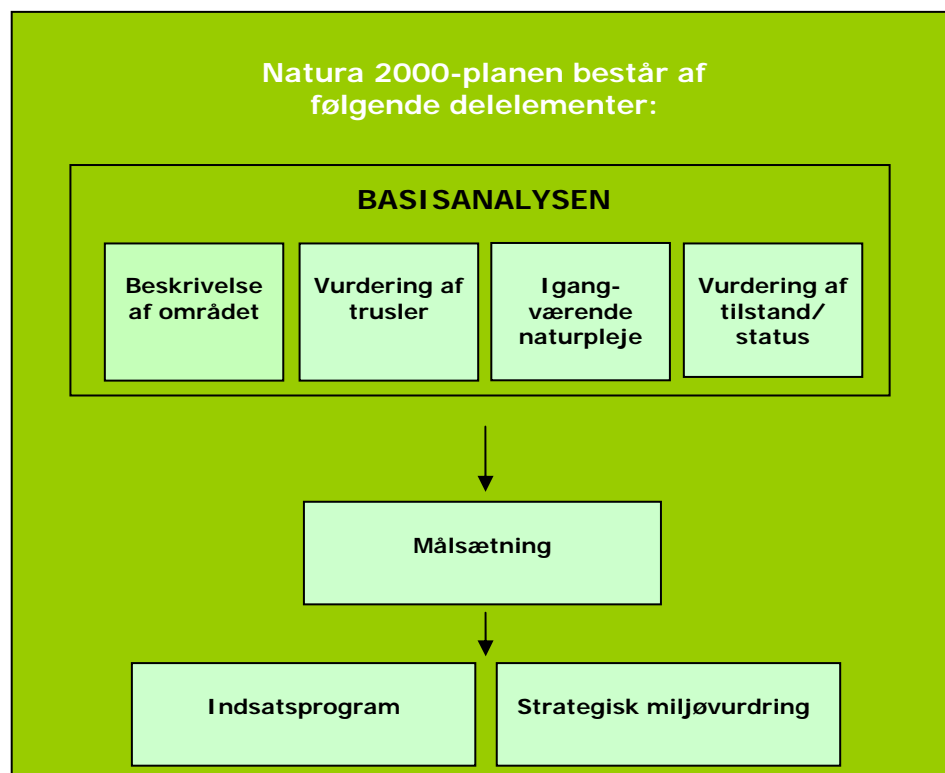 Natura 2000-planen består af
følgende delelementer:
BASISANALYSEN
Beskrivelse
af området
Vurdering af
trusler
Igang-
værende
naturpleje
Vurdering af
tilstand/
status
Målsætning
Indsatsprogram
Strategisk miljøvurdring